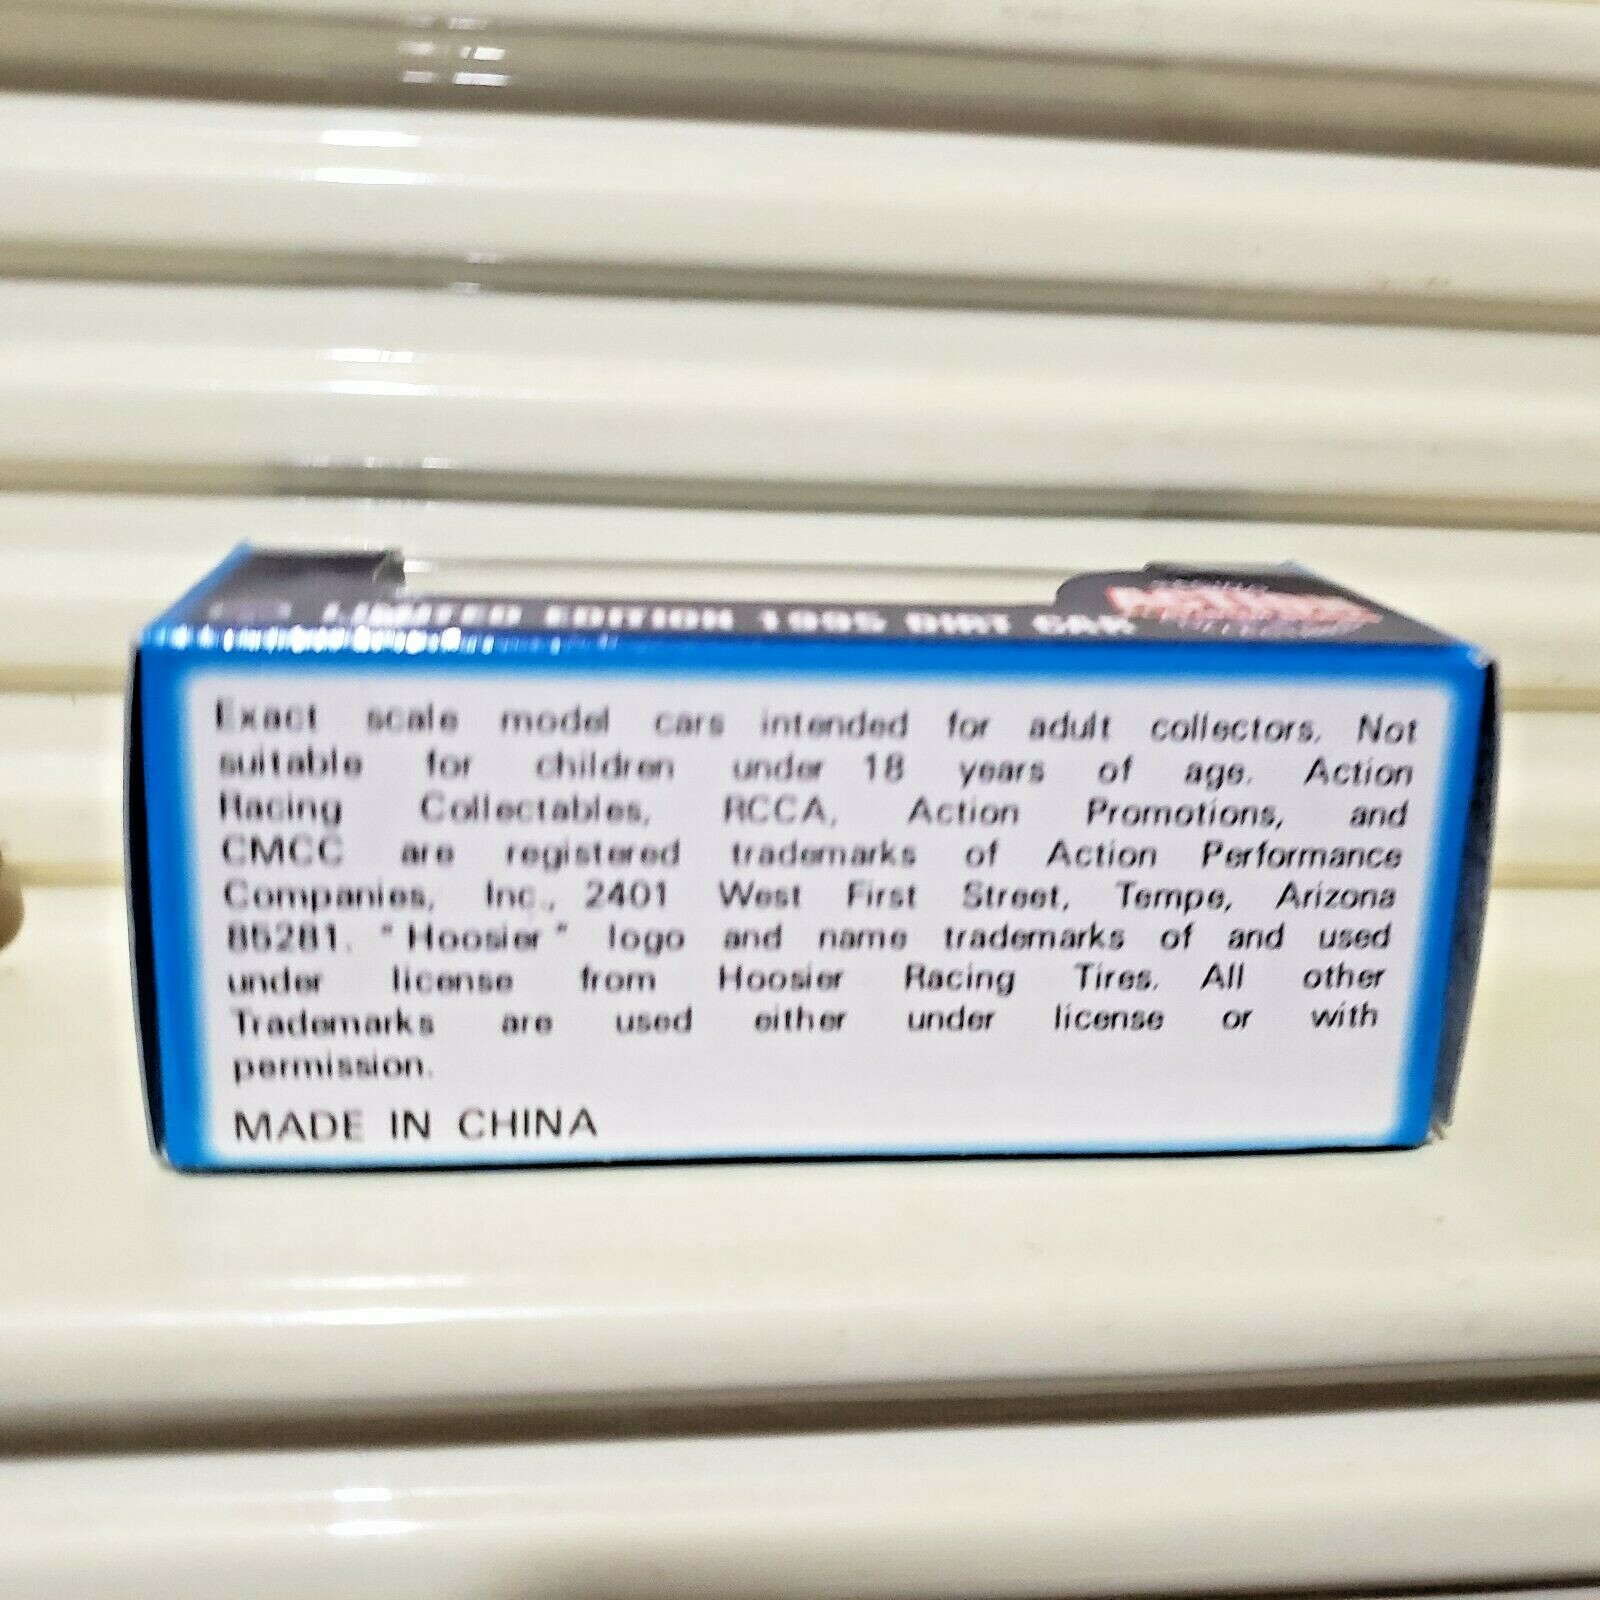 LIMITED EDITION 1995 DIRT CAR
Exact scale model cars intended for adult collectors. Not
suitable for children under 18 years of age. Action
Racing Collectables, RCCA, Action Promotions, and
CMCC are registered trademarks of Action Performance
Companies, Inc., 2401 West First Street, Tempe, Arizona
85281. "Hoosier" logo and name trademarks of and used
under license from Hoosier Racing Tires. All other
Trademarks are used either under license or with
permission.
MADE IN CHINA